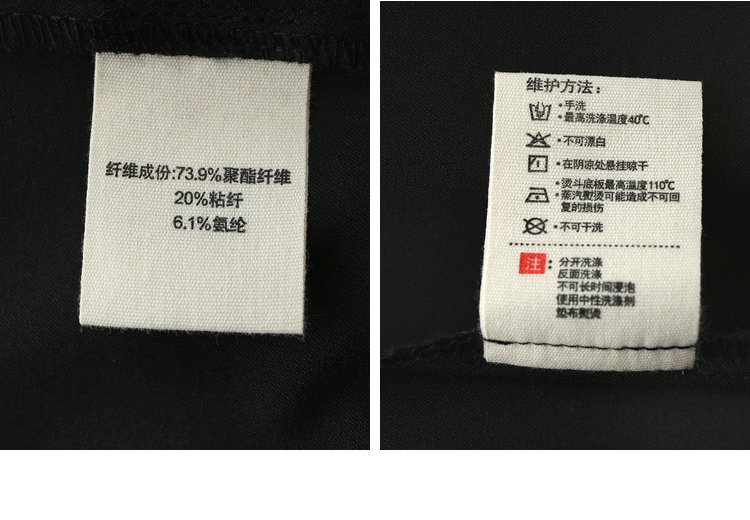 纤维成份:73.9%聚酯纤维
20%粘纤
6.1%氨纶
维护方法:
•手洗
•最高洗涤温度40℃
•不可漂白
•在阴凉处悬挂晾干
•熨斗底板最高温度110℃
•蒸汽熨烫可能造成不可回
复的损伤
•不可干洗
注:分开洗涤
反面洗涤
不可长时间浸泡
使用中性洗涤剂
垫布熨烫